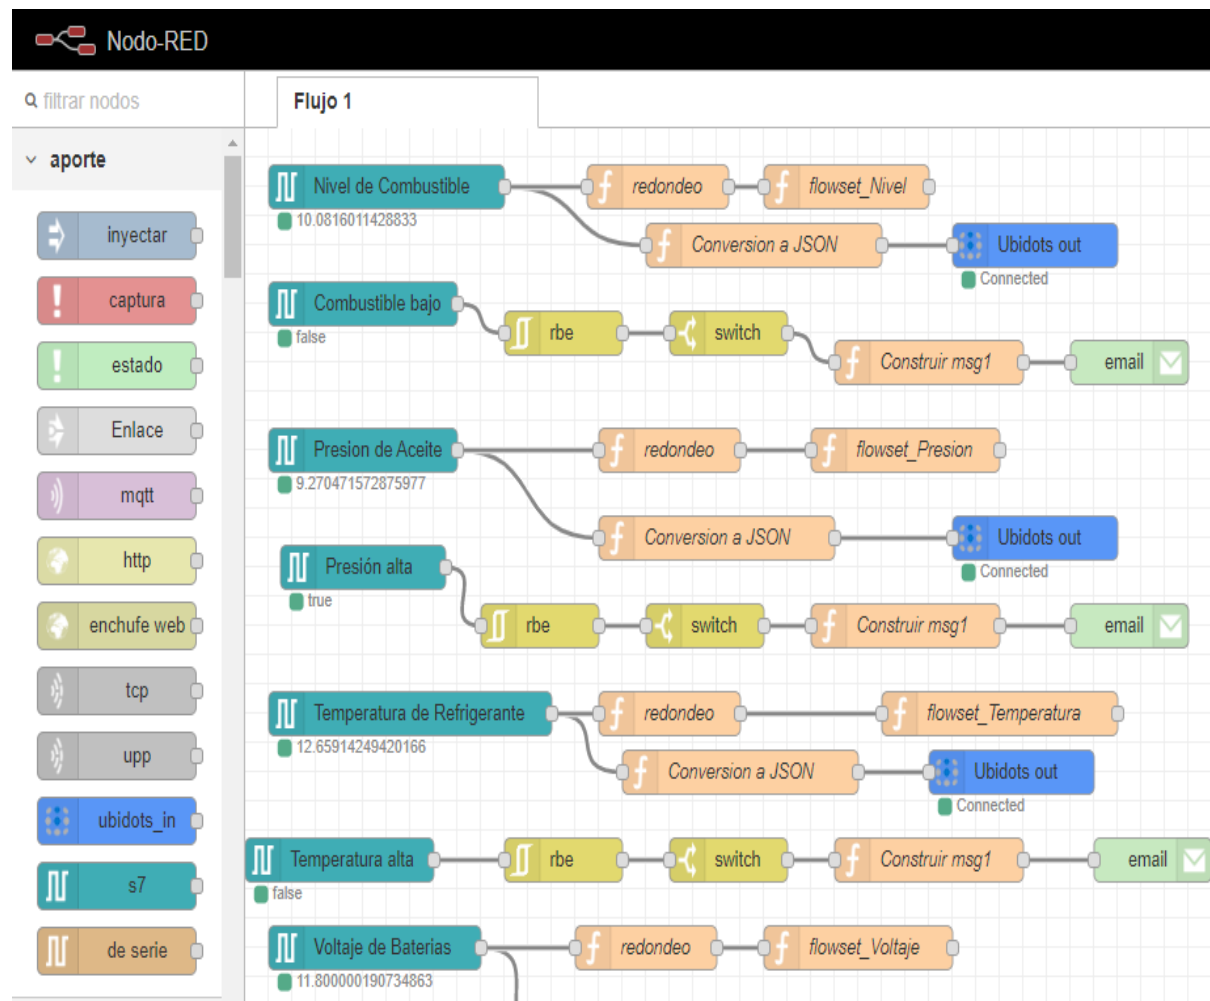 Nodo-RED
filtrar nodos
Flujo 1
aporte
inyectar
captura
estado
Enlace
mqtt
http
enchufe web
tcp
upp
ubidots_in
s7
de serie
Nivel de Combustible
redondeo
flowset_Nivel
10.0816011428833
Conversion a JSON
Ubidots out
Connected
Combustible bajo
false
rbe
switch
Construir msg1
email
Presion de Aceite
redondeo
flowset_Presion
9.270471572875977
Conversion a JSON
Ubidots out
Connected
Presión alta
true
rbe
switch
Construir msg1
email
Temperatura de Refrigerante
redondeo
flowset_Temperatura
12.65914249420166
Conversion a JSON
Ubidots out
Connected
Temperatura alta
rbe
switch
Construir msg1
email
false
Voltaje de Baterias
redondeo
flowset_Voltaje
11.800000190734863